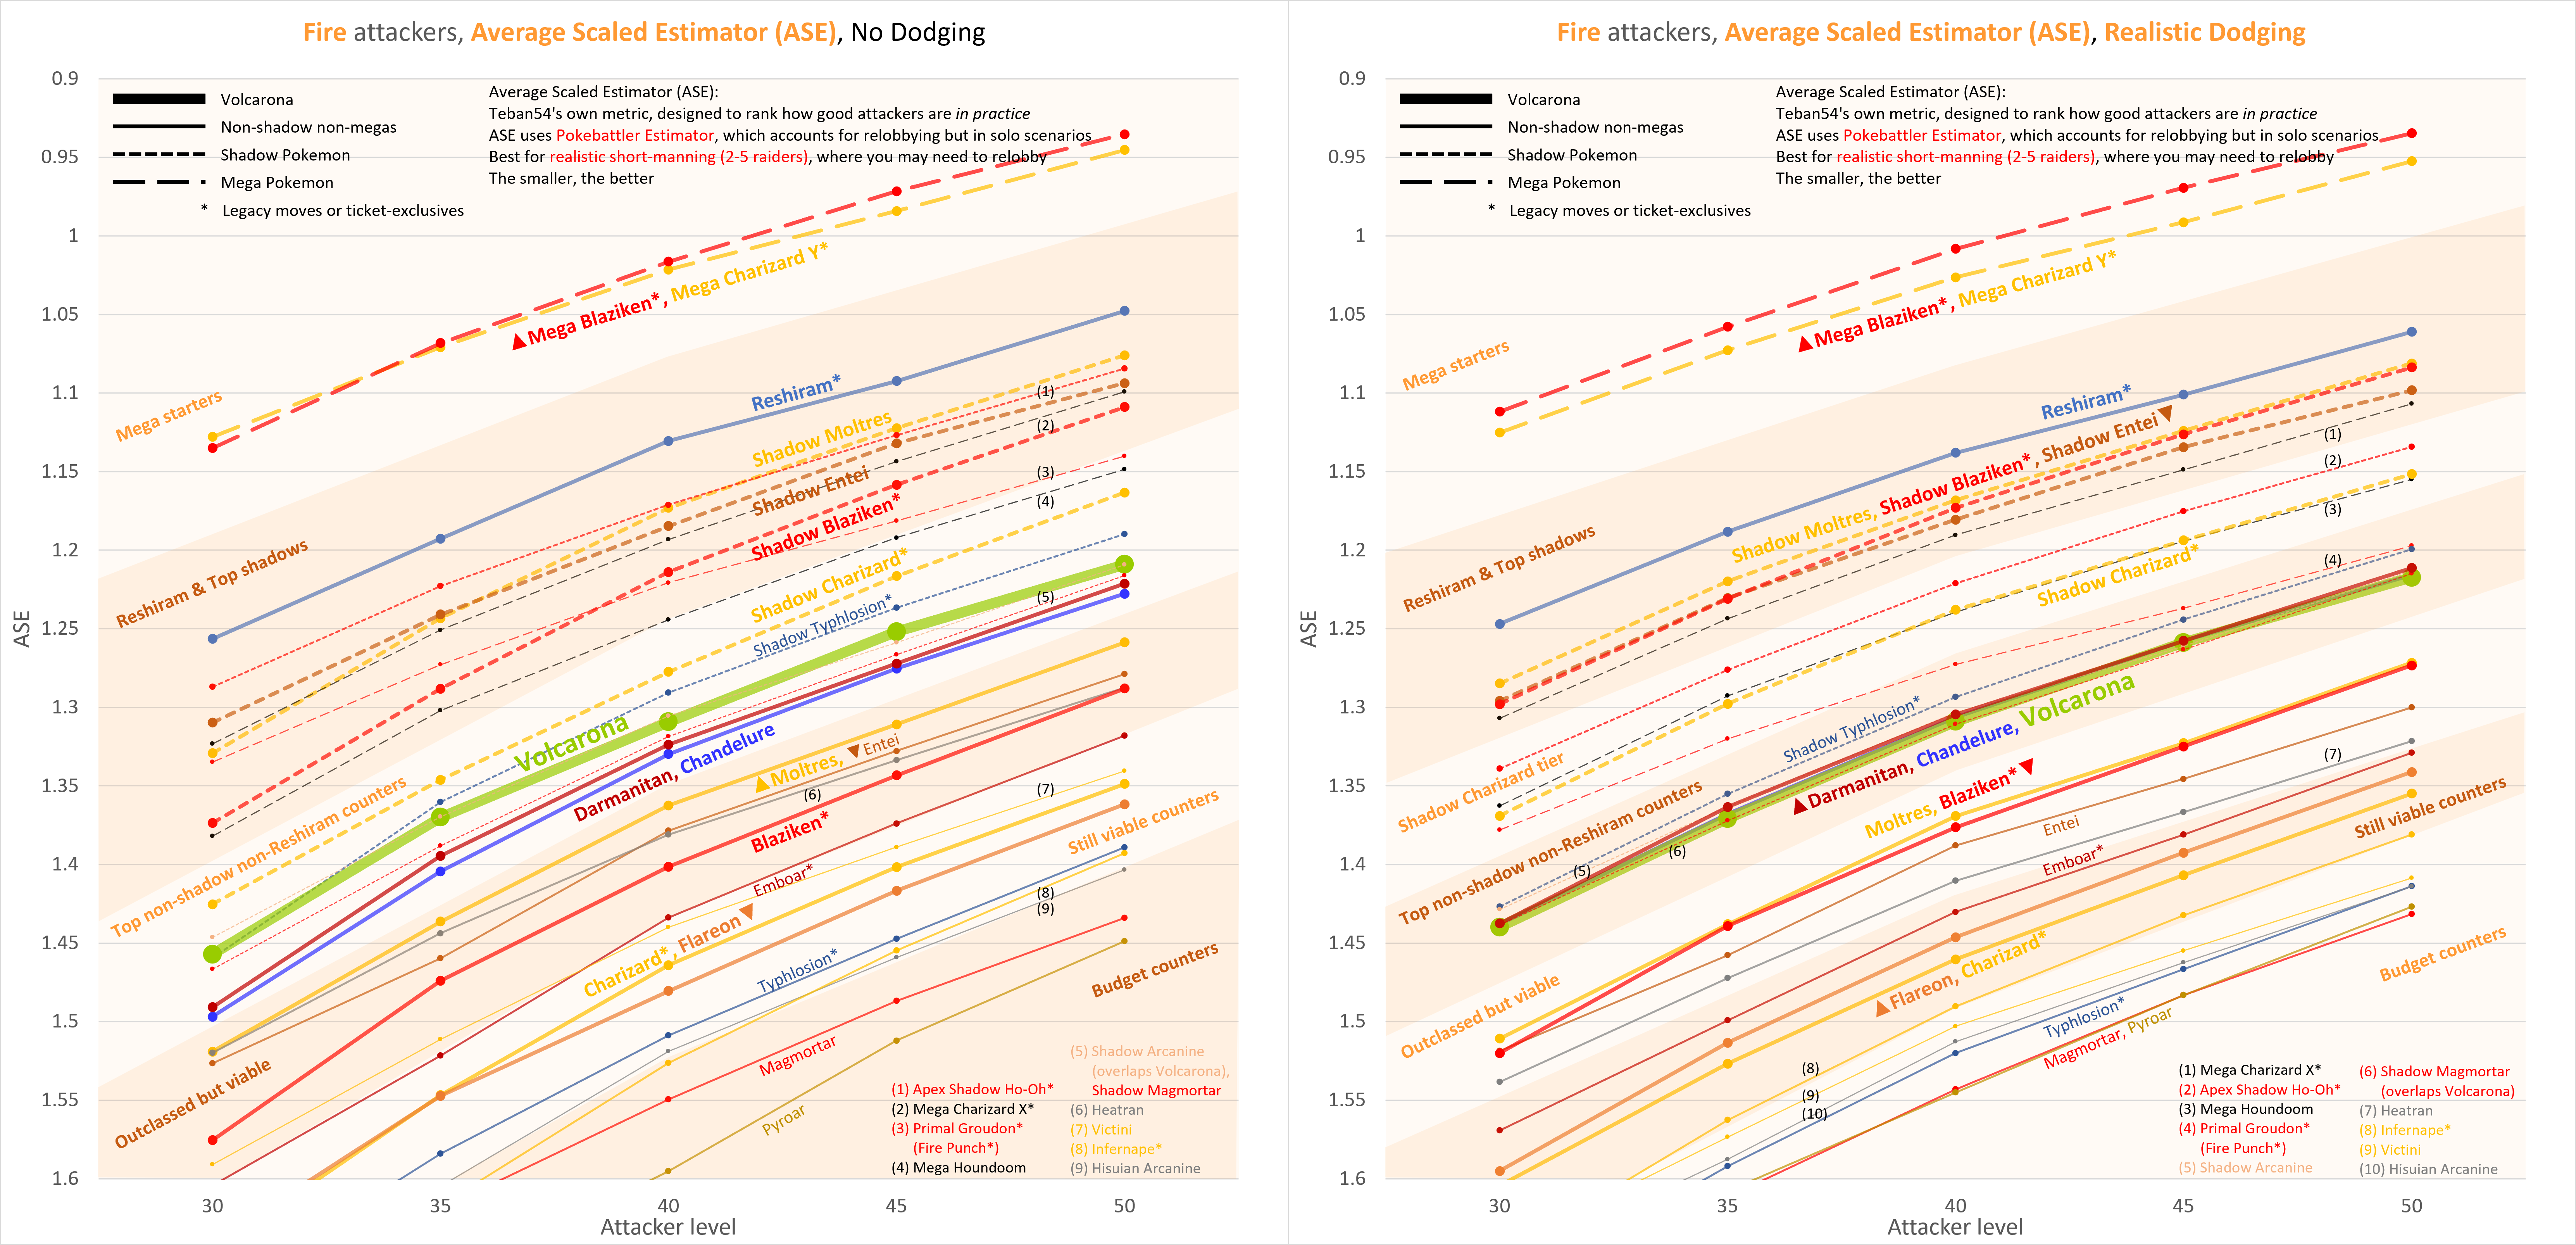 Fire attackers, Average Scaled Estimator (ASE), No Dodging
0.9
0.95
1
1.05
1.1
1.15
1.2
1.25
1.3
1.35
1.4
1.45
1.5
1.55
1.6
ASE
30
35
40
45
50
Attacker level
Volcarona
Non-shadow non-megas
Shadow Pokemon
Mega Pokemon
* Legacy moves or ticket-exclusives
Average Scaled Estimator (ASE):
Teban54's own metric, designed to rank how good attackers are in practice
ASE uses Pokebattler Estimator, which accounts for relobbying but in solo scenarios
Best for realistic short-manning (2-5 raiders), where you may need to relobby
The smaller, the better
▲Mega Blaziken*, Mega Charizard Y*
Mega starters
Reshiram*
(1)
Shadow Moltres
(2)
Shadow Entei
(3)
Shadow Blaziken*
(4)
Reshiram & Top shadows
Shadow Charizard*
Shadow Typhlosion*
(5)
Volcarona
Darmanitan, Chandelure
▲Moltres, ▼Entei
(6)
(7)
Top non-shadow non-Reshiram counters
Blaziken*
Still viable counters
Emboar*
(8)
(9)
Charizard*, Flareon▼
Typhlosion*
Budget counters
Outclassed but viable
Magmortar
Pyroar
(1) Apex Shadow Ho-Oh*
(2) Mega Charizard X*
(3) Primal Groudon*
(Fire Punch*)
(4) Mega Houndoom
(5) Shadow Arcanine
(overlaps Volcarona),
Shadow Magmortar
(6) Heatran
(7) Victini
(8) Infernape*
(9) Hisuian Arcanine
Fire attackers, Average Scaled Estimator (ASE), Realistic Dodging
0.9
0.95
1
1.05
1.1
1.15
1.2
1.25
1.3
1.35
1.4
1.45
1.5
1.55
1.6
ASE
30
35
40
45
50
Attacker level
Volcarona
Non-shadow non-megas
Shadow Pokemon
Mega Pokemon
* Legacy moves or ticket-exclusives
Average Scaled Estimator (ASE):
Teban54's own metric, designed to rank how good attackers are in practice
ASE uses Pokebattler Estimator, which accounts for relobbying but in solo scenarios
Best for realistic short-manning (2-5 raiders), where you may need to relobby
The smaller, the better
▲Mega Blaziken*, Mega Charizard Y*
Mega starters
Reshiram*
(1)
(2)
Shadow Moltres, Shadow Blaziken*, Shadow Entei▼
(3)
Reshiram & Top shadows
(4)
Shadow Charizard*
Shadow Typhlosion*
Shadow Charizard tier
▲Darmanitan, Chandelure, Volcarona
(7)
Top non-shadow non-Reshiram counters
Moltres, Blaziken*▼
Still viable counters
Entei
(6)
(5)
Emboar*
Budget counters
▲Flareon, Charizard*
Outclassed but viable
Typhlosion*
Magmortar, Pyroar
(8)
(9)
(10)
(1) Mega Charizard X*
(2) Apex Shadow Ho-Oh*
(3) Mega Houndoom
(4) Primal Groudon*
(Fire Punch*)
(5) Shadow Arcanine
(6) Shadow Magmortar
(overlaps Volcarona)
(7) Heatran
(8) Infernape*
(9) Victini
(10) Hisuian Arcanine